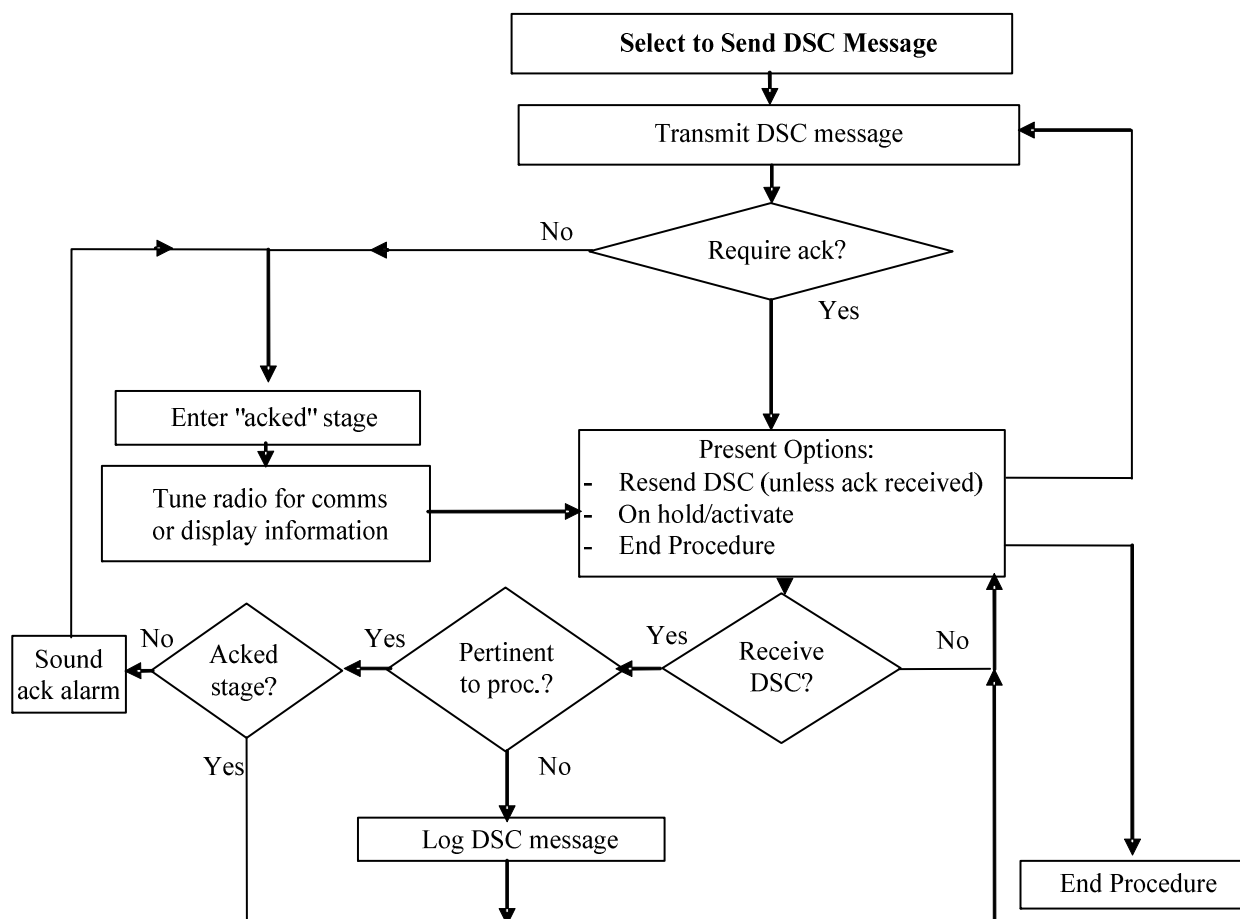 Select to Send DSC Message
Transmit DSC message
No
Require ack?
Yes
Enter "acked" stage
Tune radio for comms
or display information
Present Options:
- Resend DSC (unless ack received)
- On hold/activate
- End Procedure
No
Acked
stage?
Yes
Pertinent
to proc.?
Yes
Receive
DSC?
No
Sound
ack alarm
Yes
No
Log DSC message
End Procedure